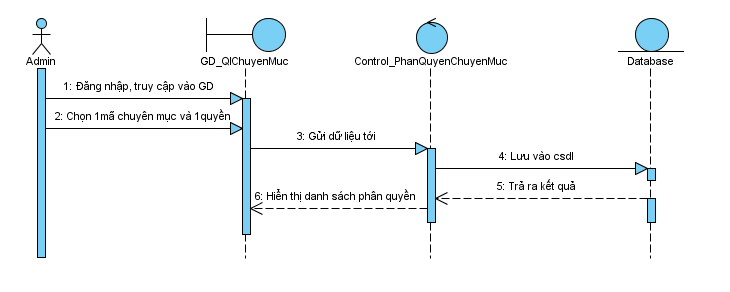 Admin
GD_QlChuyenMuc
Control_PhanQuyenChuyenMuc
Database
1: Đăng nhập, truy cập vào GD
2: Chọn 1mã chuyên mục và 1quyền
3: Gửi dữ liệu tới
4: Lưu vào csdl
5: Trả ra kết quả
6: Hiển thị danh sách phân quyền